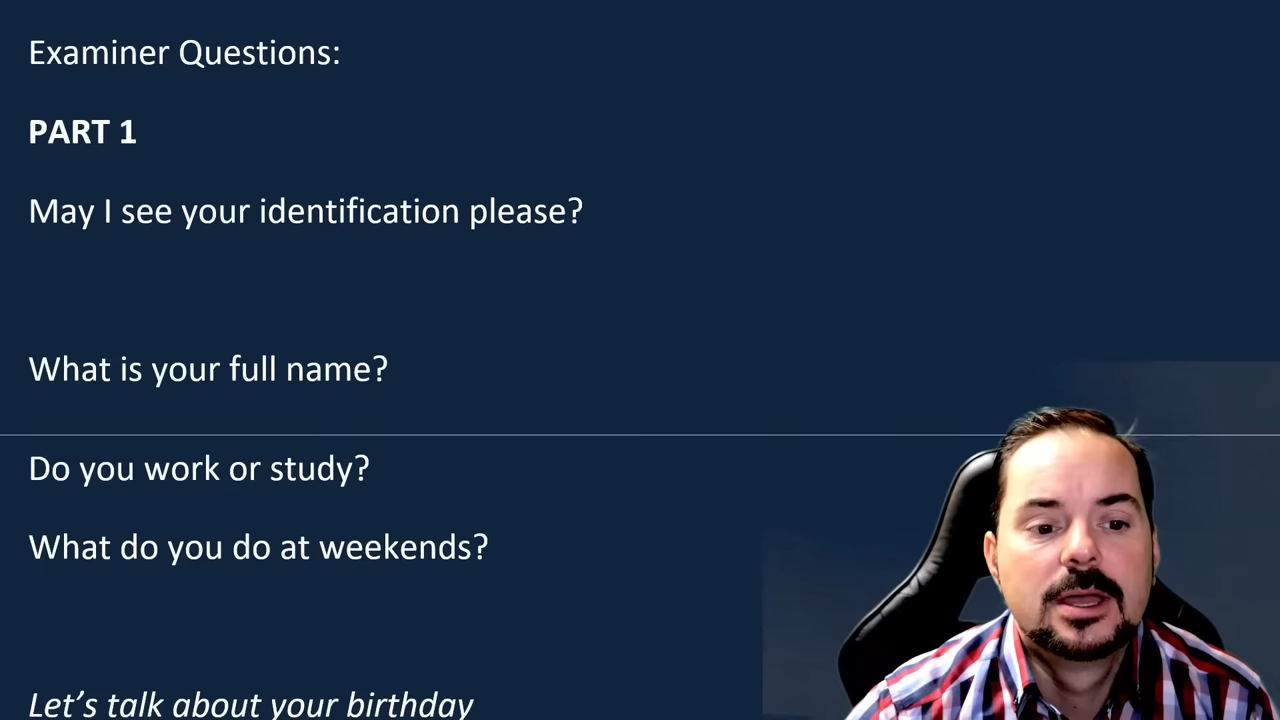 Examiner Questions:
PART 1
May I see your identification please?
What is your full name?
Do you work or study?
What do you do at weekends?
Let’s talk about your birthday